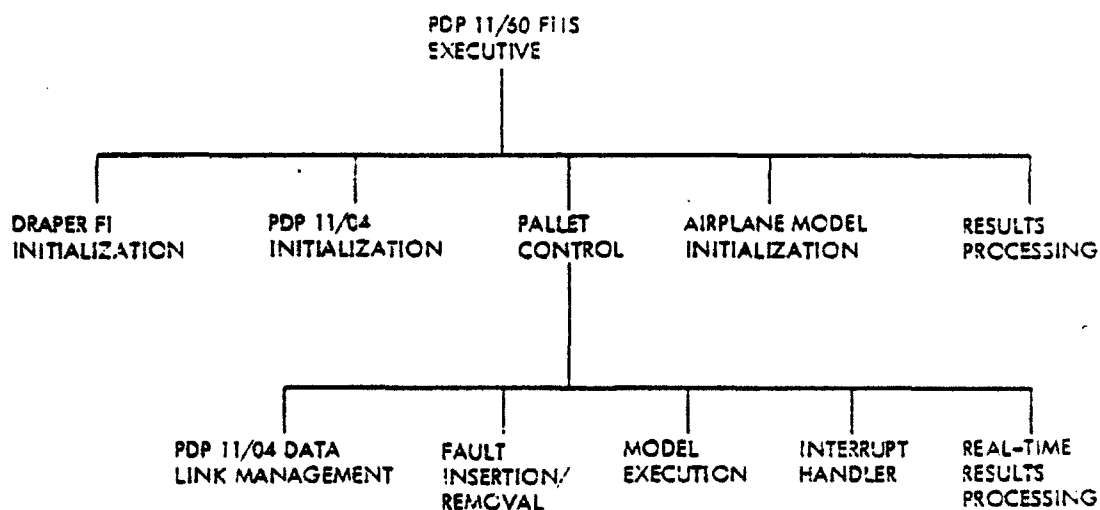 PDP 11/60 FIIS
EXECUTIVE
DRAPER FI
INITIALIZATION
PDP 11/04
INITIALIZATION
PALLET
CONTROL
AIRPLANE MODEL
INITIALIZATION
RESULTS
PROCESSING
PDP 11/04 DATA
LINK MANAGEMENT
FAULT
INSERTION/
REMOVAL
MODEL
EXECUTION
INTERRUPT
HANDLER
REAL-TIME
RESULTS
PROCESSING